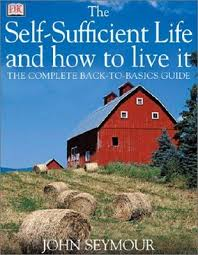 DK
The
Self-Sufficient Life
and how to live it
THE COMPLETE BACK-TO-BASICS GUIDE
JOHN SEYMOUR